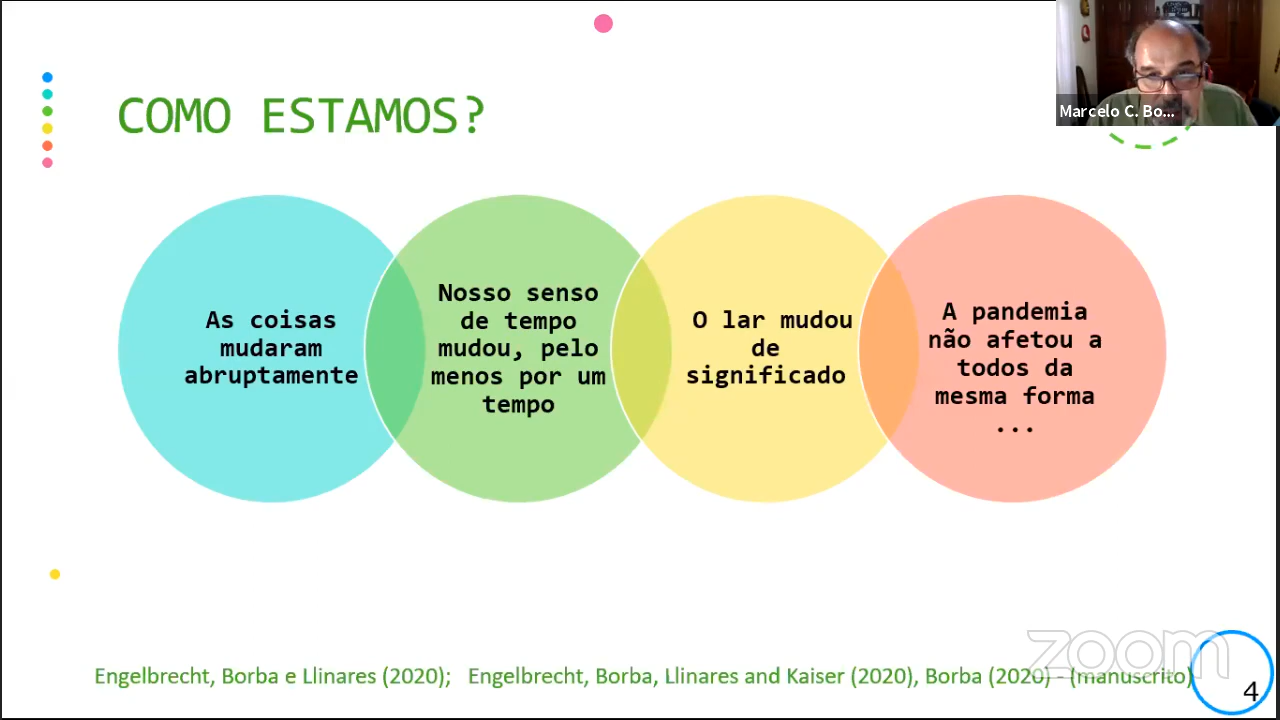 COMO ESTAMOS?
Marcelo C. Bo...
As coisas
mudaram
abruptamente
Nosso senso
de tempo
mudou, pelo
menos por um
tempo
O lar mudou
de
significado
A pandemia
não afetou a
todos da
mesma forma
...
zoom
Engelbrecht, Borba e Llinares (2020); Engelbrecht, Borba, Llinares and Kaiser (2020), Borba (2020) - (manuscrito)
4